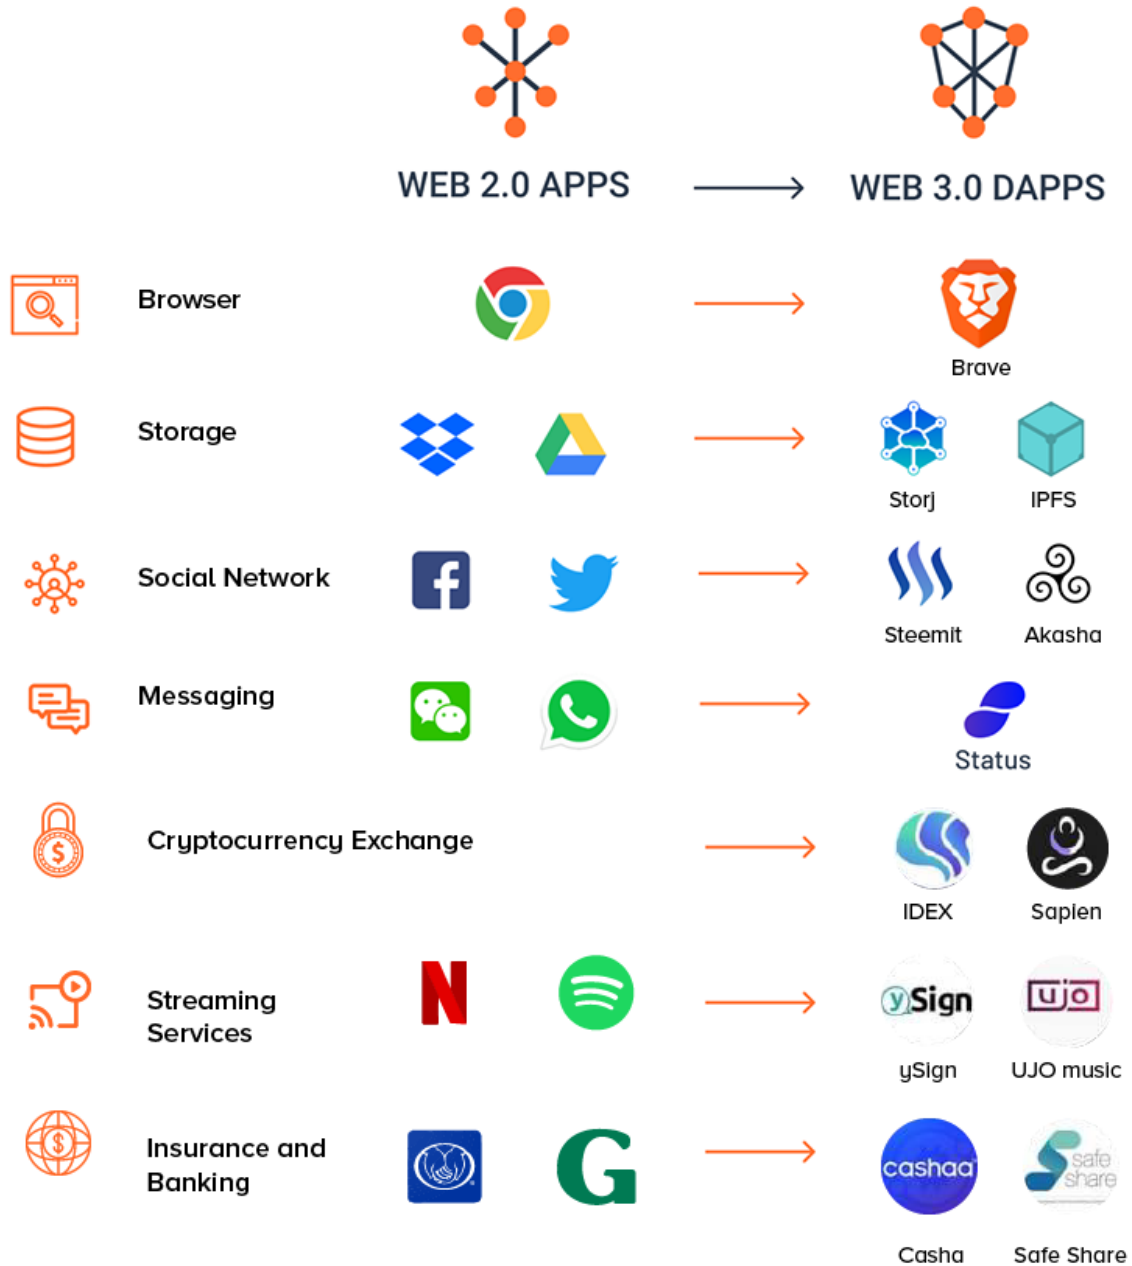 WEB 2.0 APPS
WEB 3.0 DAPPS
Browser
Brave
Storage
Storj
IPFS
Social Network
Steemit
Akasha
Messaging
Status
Cryptocurrency Exchange
IDEX
Sapien
Streaming
Services
ySign
ujo
ySign
UJO music
Insurance and
Banking
G
cashaa
safe
share
Casha
Safe Share